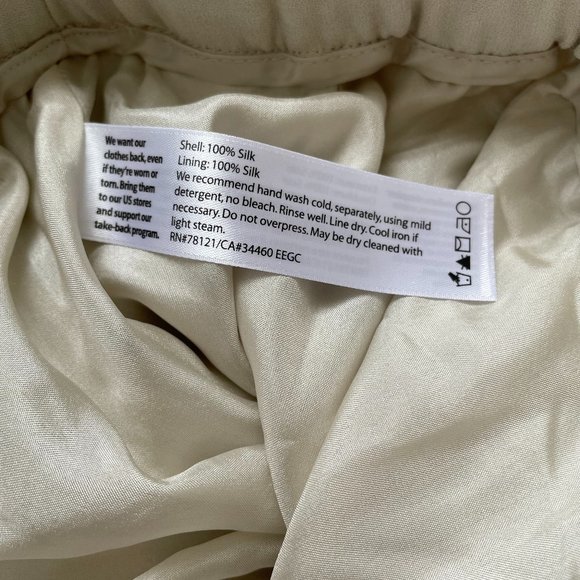 We want our
clothes back, even
if they're worn or
torn. Bring them
to our US stores
and support our
take-back program.
Shell: 100% Silk
Lining: 100% Silk
We recommend hand wash cold, separately, using mild
detergent, no bleach. Rinse well. Line dry. Cool iron if
necessary. Do not overpress. May be dry cleaned with
light steam.
RN#78121/CA#34460 EEGC